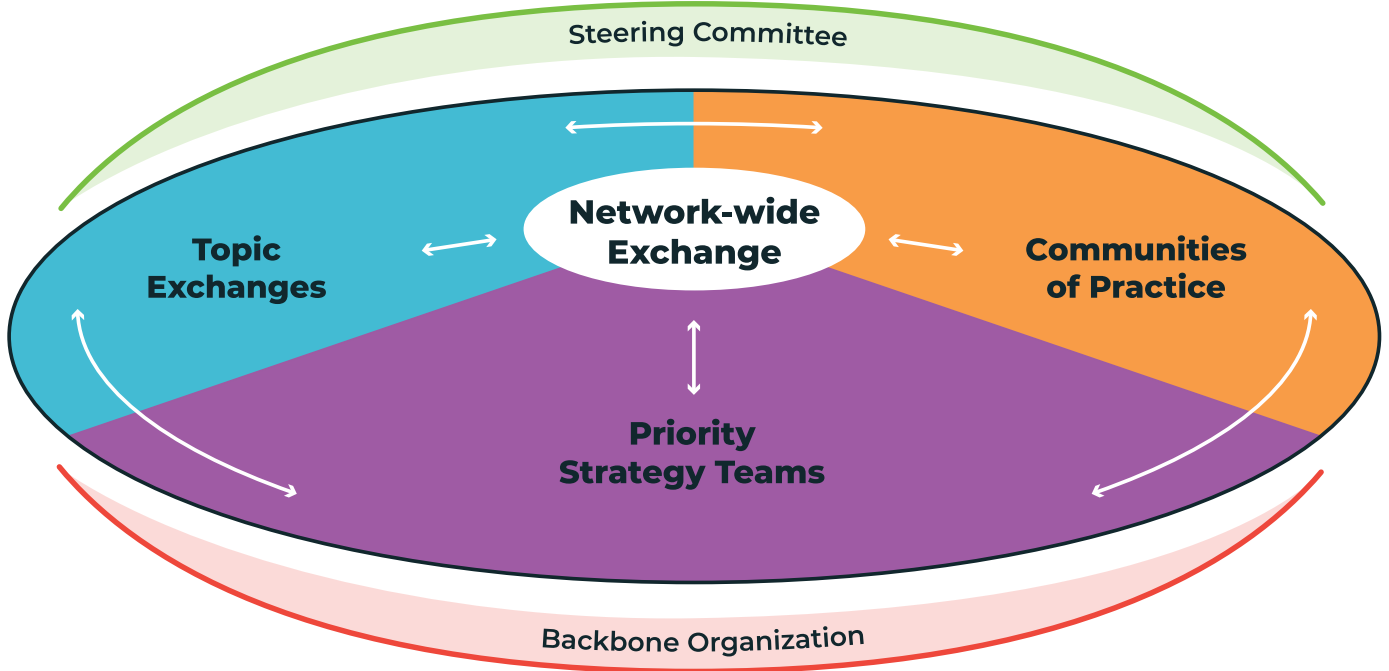 Steering Committee
Network-wide
Exchange
Topic
Exchanges
Communities
of Practice
Priority
Strategy Teams
Backbone Organization